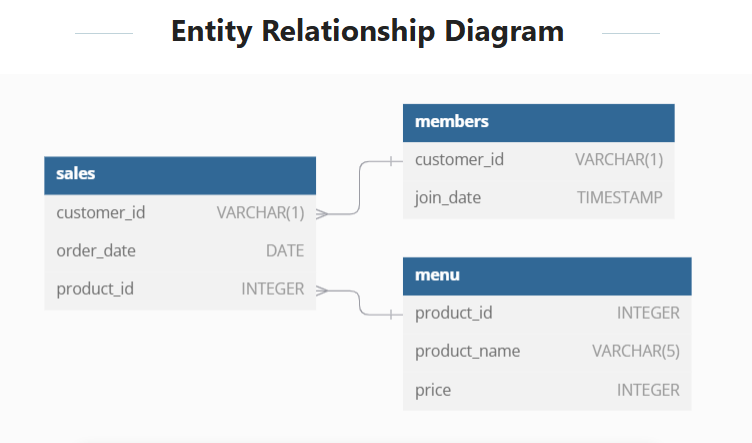 Entity Relationship Diagram
members
customer_id VARCHAR(1)
join_date TIMESTAMP
sales
customer_id VARCHAR(1)
order_date DATE
product_id INTEGER
menu
product_id INTEGER
product_name VARCHAR(5)
price INTEGER